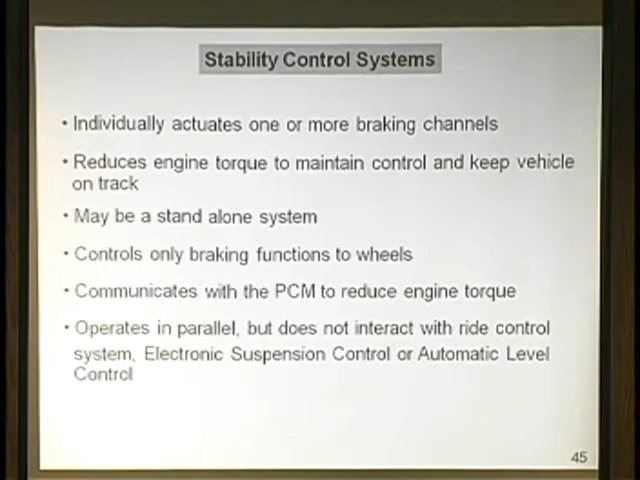 Stability Control Systems
• Individually actuates one or more braking channels
• Reduces engine torque to maintain control and keep vehicle
on track
• May be a stand alone system
• Controls only braking functions to wheels
• Communicates with the PCM to reduce engine torque
• Operates in parallel, but does not interact with ride control
system, Electronic Suspension Control or Automatic Level
Control
45